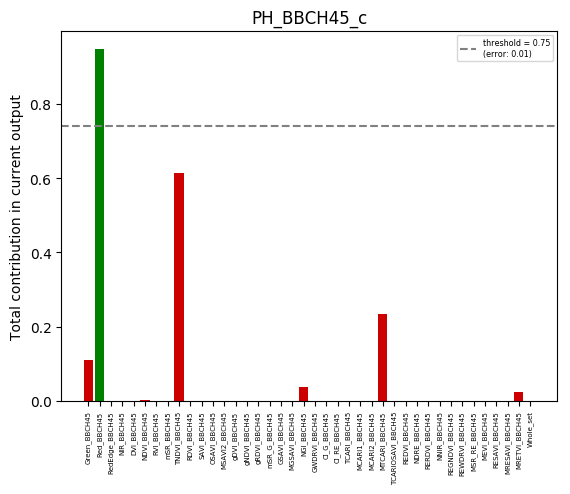 PH_BBCH45_c
threshold = 0.75
(error: 0.01)
Total contribution in current output
0.8
0.6
0.4
0.2
0.0
Green_BBCH45
Red_BBCH45
RedEdge_BBCH45
NIR_BBCH45
DVI_BBCH45
NDVI_BBCH45
RVI_BBCH45
mSR_BBCH45
TNDVI_BBCH45
RDVI_BBCH45
SAVI_BBCH45
OSAVI_BBCH45
MSAVI2_BBCH45
gDVI_BBCH45
gNDVI_BBCH45
gRDVI_BBCH45
mSR_G_BBCH45
GSAVI_BBCH45
MGSAVI_BBCH45
NGI_BBCH45
GWDRVI_BBCH45
CI_G_BBCH45
CI_RE_BBCH45
TCARI_BBCH45
MCARI1_BBCH45
MCARI2_BBCH45
MTCARI_BBCH45
TCARIOSAVI_BBCH45
REDVI_BBCH45
NDRE_BBCH45
RERDVI_BBCH45
NNIR_BBCH45
REGNDVI_BBCH45
REWDRVI_BBCH45
MSR_RE_BBCH45
MEVI_BBCH45
RESAVI_BBCH45
MRESAVI_BBCH45
MRETVI_BBCH45
Whole_set